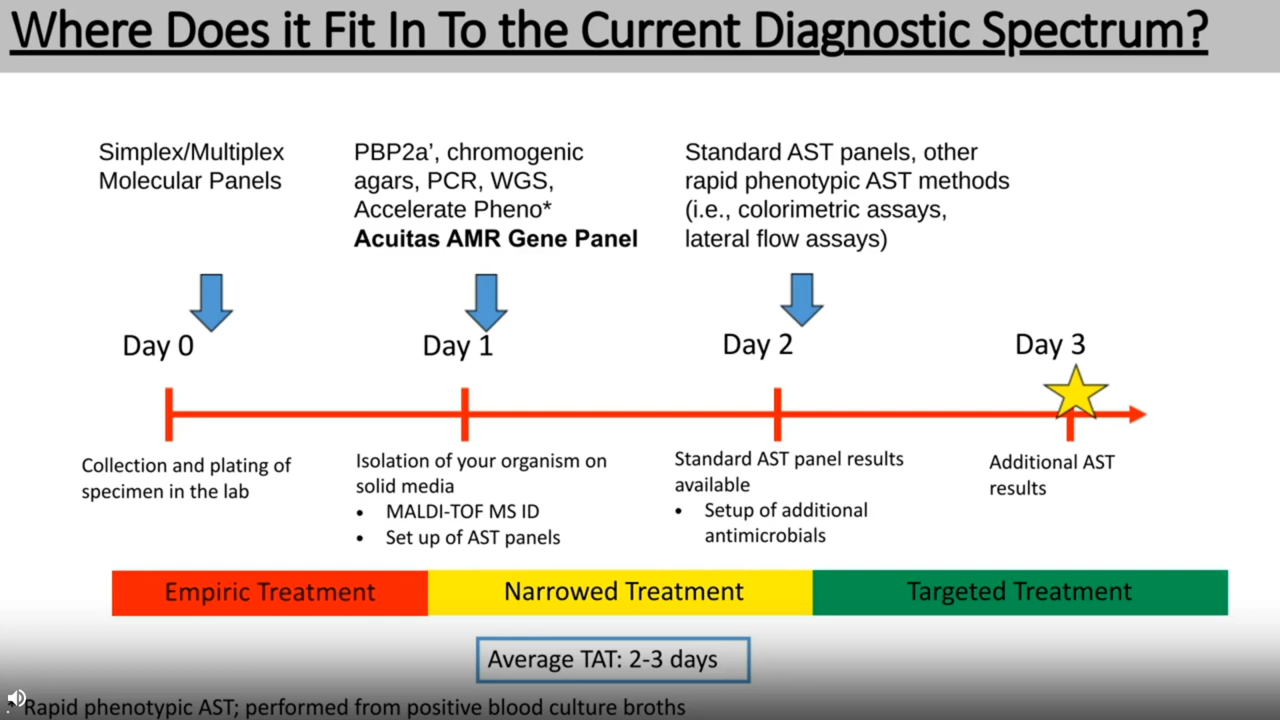 Where Does it Fit In To the Current Diagnostic Spectrum?
Simplex/Multiplex
Molecular Panels
PBP2a’, chromogenic
agars, PCR, WGS,
Accelerate Pheno*
Acuitas AMR Gene Panel
Standard AST panels, other
rapid phenotypic AST methods
(i.e., colorimetric assays,
lateral flow assays)
Day 0
Day 1
Day 2
Day 3
Collection and plating of
specimen in the lab
Isolation of your organism on
solid media
• MALDI-TOF MS ID
• Set up of AST panels
Standard AST panel results
available
• Setup of additional
antimicrobials
Additional AST
results
Empiric Treatment
Narrowed Treatment
Targeted Treatment
Average TAT: 2-3 days
* Rapid phenotypic AST; performed from positive blood culture broths